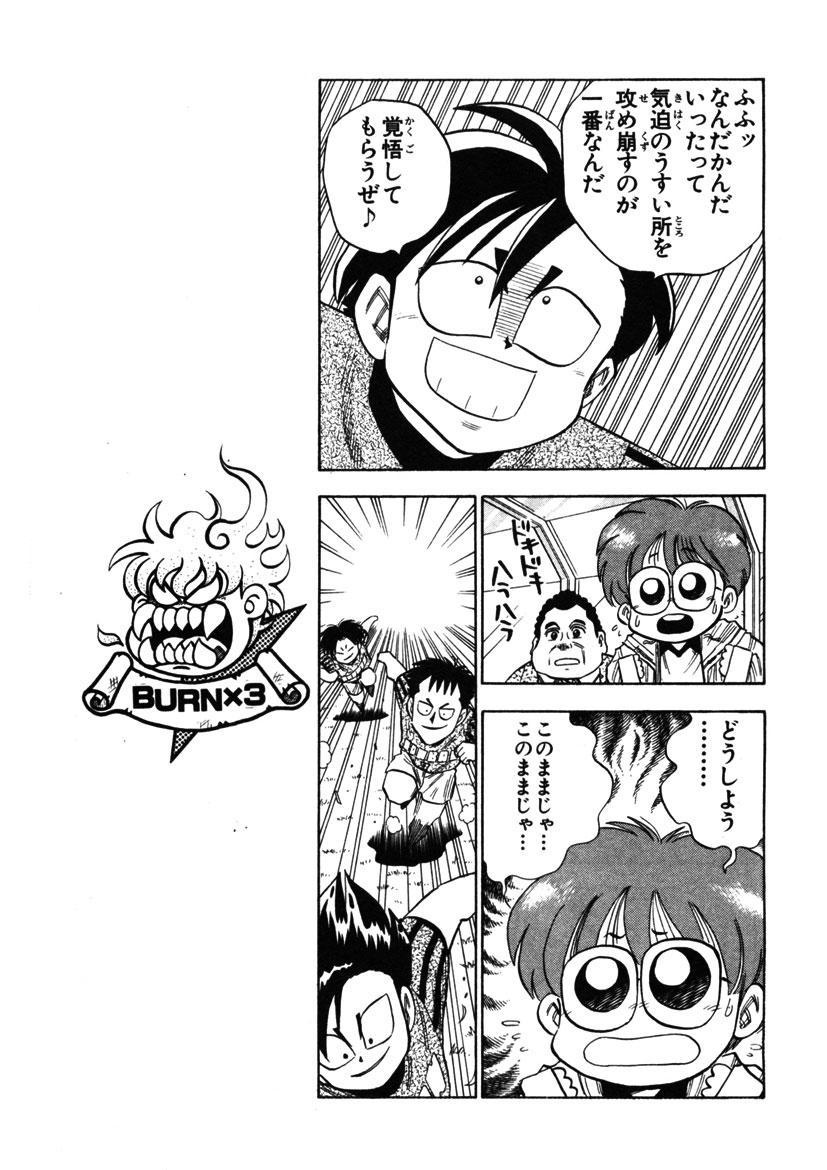 ふふッ
なんだかんだ
いったって
気迫のうすい所を
攻め崩すのが
一番なんだ
覚悟して
もらうぜ♪
ドキドキ
ハラハラ
どうしよう
………
このままじゃ…
このままじゃ…
BURN×3